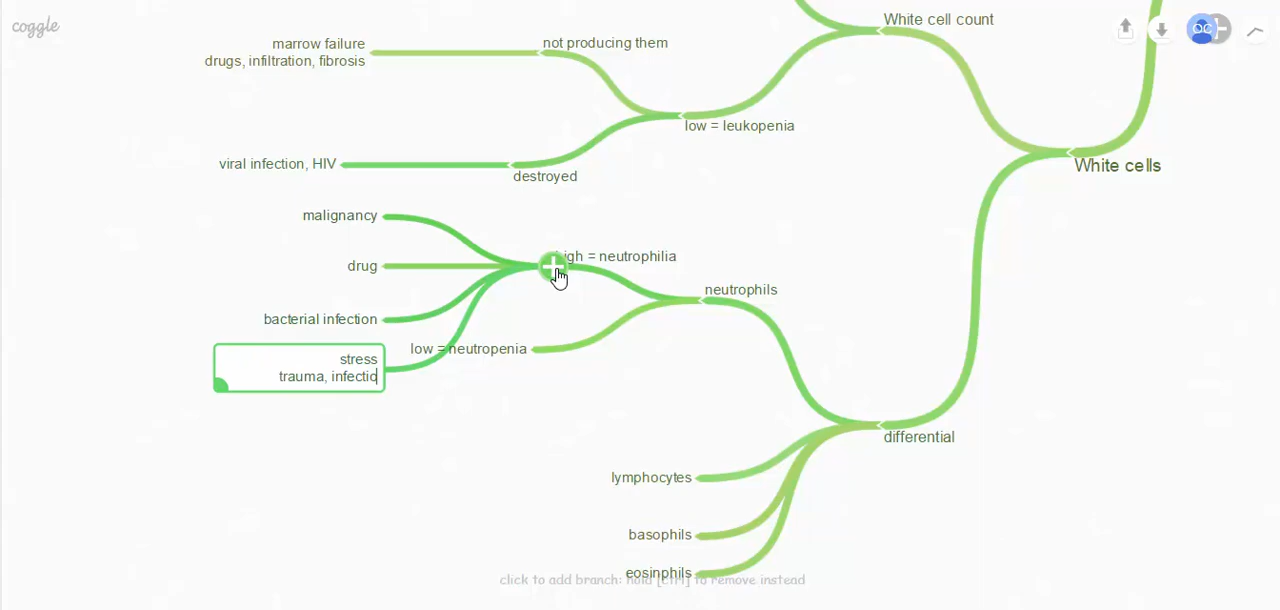 coggle
White cell count
OC
marrow failure
drugs, infiltration, fibrosis
not producing them
low = leukopenia
viral infection, HIV
destroyed
White cells
malignancy
high = neutrophilia
drug
neutrophils
bacterial infection
low = neutropenia
stress
trauma, infectio
differential
lymphocytes
basophils
eosinphils
click to add branch: hold [ctrl] to remove instead